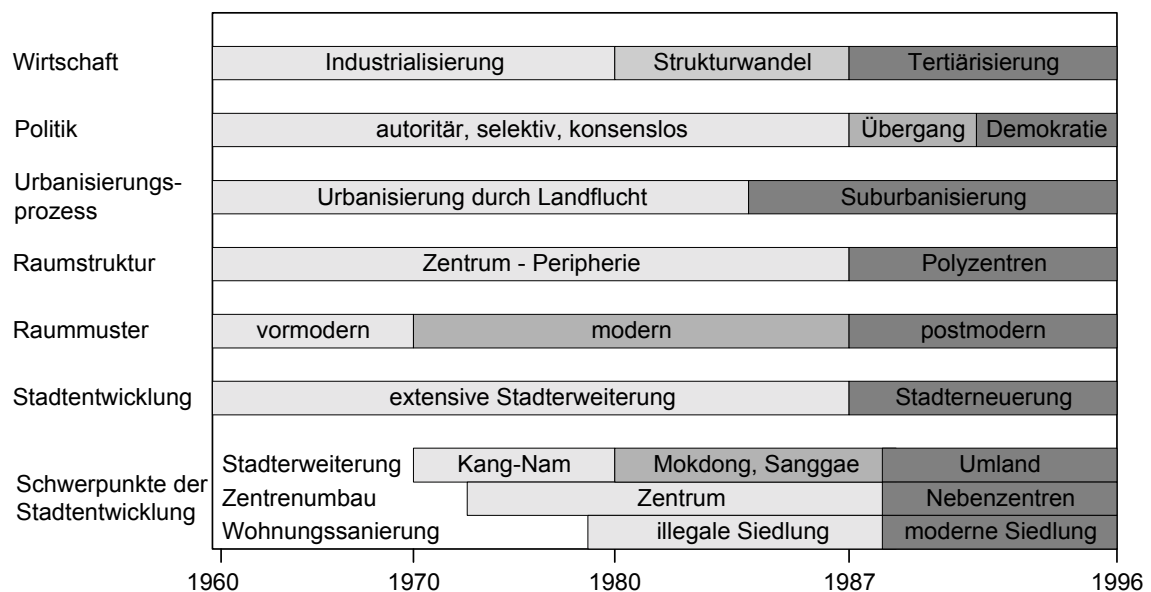 Wirtschaft Industrialisierung Strukturwandel Tertiärisierung
Politik autoritär, selektiv, konsenslos Übergang Demokratie
Urbanisierungs-
prozess Urbanisierung durch Landflucht Suburbanisierung
Raumstruktur Zentrum - Peripherie Polyzentren
Raummuster vormodern modern postmodern
Stadtentwicklung extensive Stadterweiterung Stadterneuerung
Schwerpunkte der
Stadtentwicklung
Stadterweiterung Kang-Nam Mokdong, Sanggae Umland
Zentrenumbau Zentrum Nebenzentren
Wohnungssanierung illegale Siedlung moderne Siedlung
1960 1970 1980 1987 1996